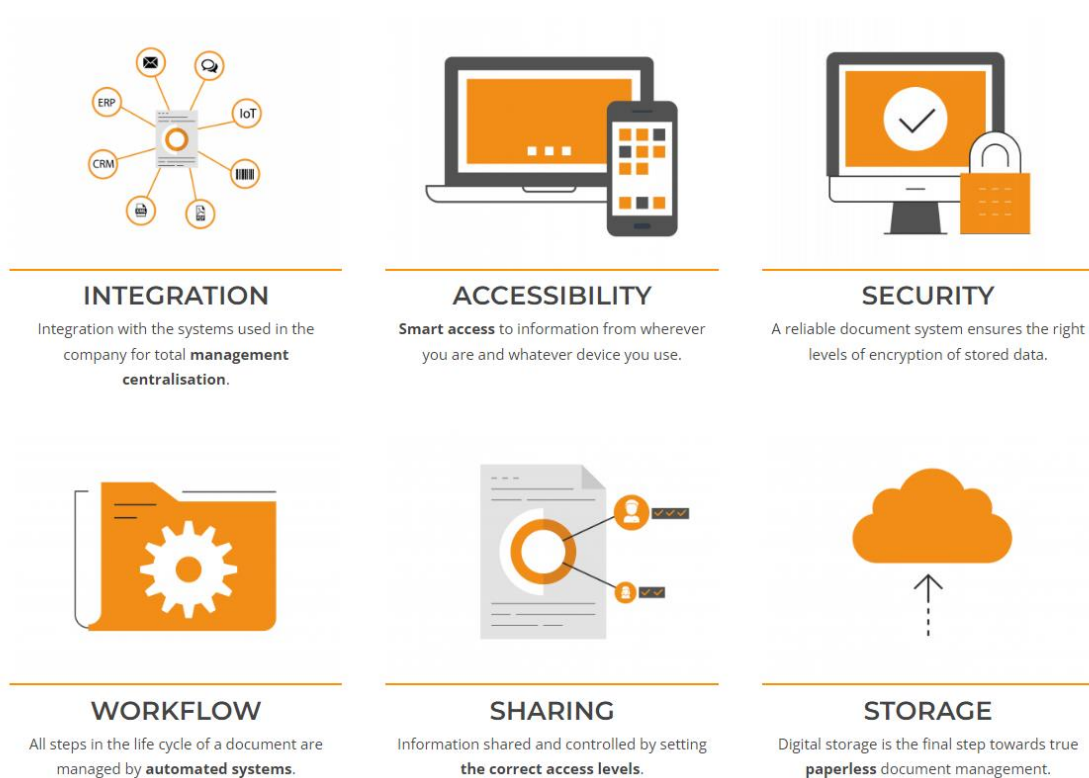 ERP
IoT
CRM
INTEGRATION
Integration with the systems used in the
company for total management
centralisation.
ACCESSIBILITY
Smart access to information from wherever
you are and whatever device you use.
SECURITY
A reliable document system ensures the right
levels of encryption of stored data.
WORKFLOW
All steps in the life cycle of a document are
managed by automated systems.
SHARING
Information shared and controlled by setting
the correct access levels.
STORAGE
Digital storage is the final step towards true
paperless document management.